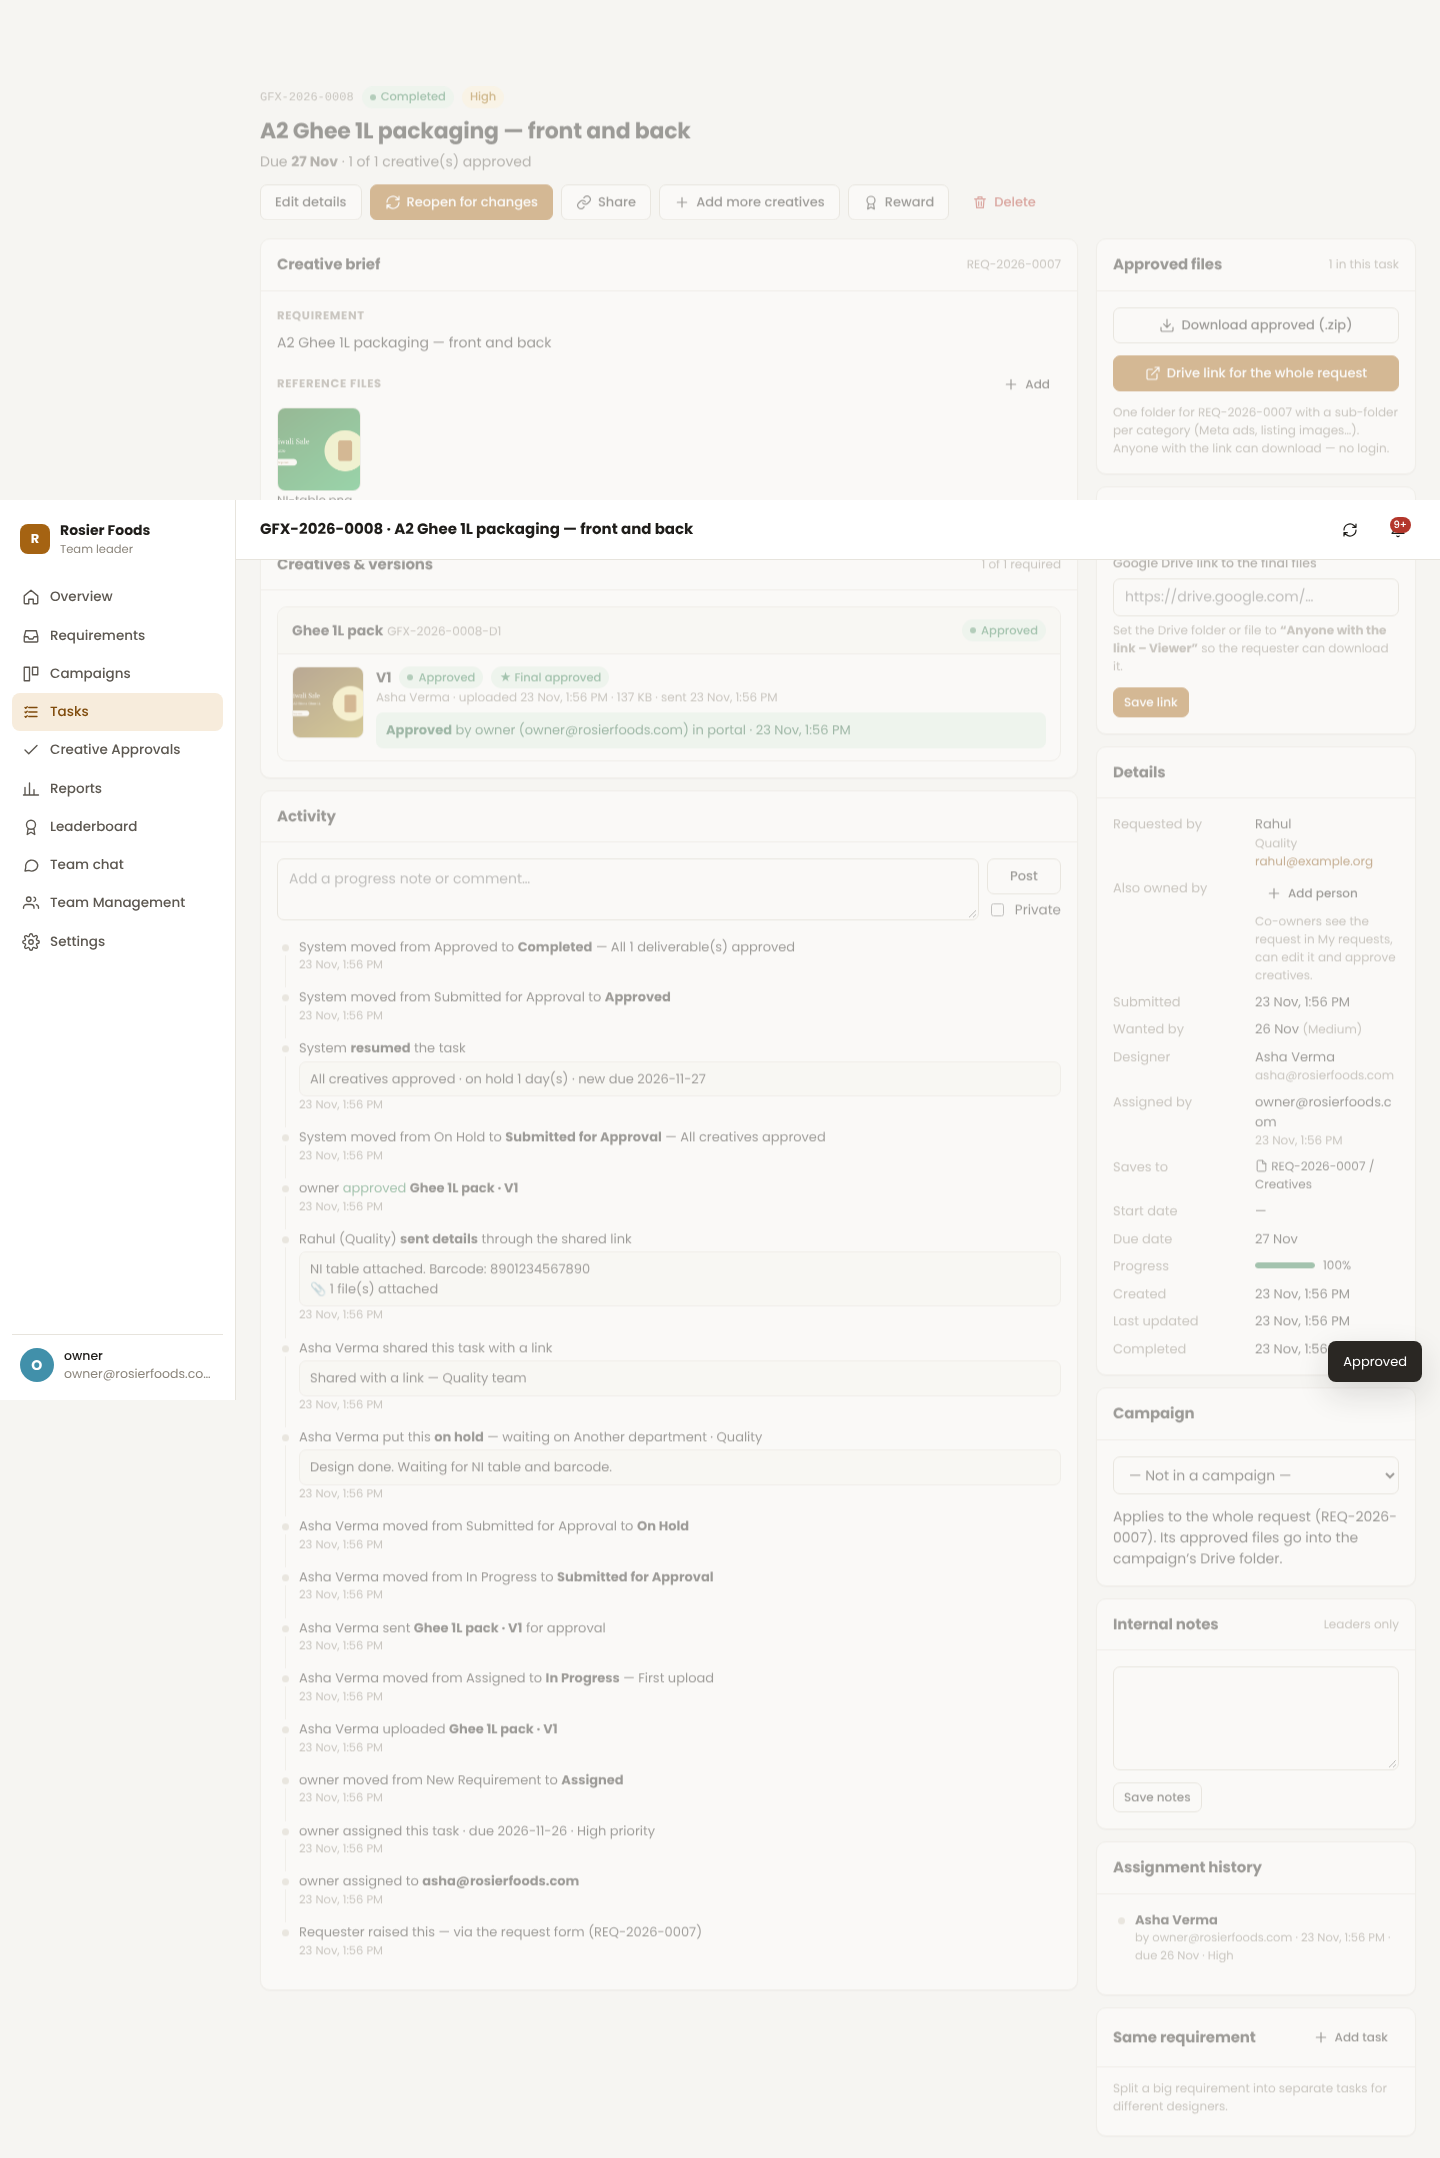 GFX-2026-0008 Completed High
A2 Ghee 1L packaging — front and back
Due 27 Nov · 1 of 1 creative(s) approved
Edit details Reopen for changes Share Add more creatives Reward Delete
Creative brief REQ-2026-0007
REQUIREMENT
A2 Ghee 1L packaging — front and back
REFERENCE FILES + Add
NI-table.png
Approved files 1 in this task
Download approved (.zip)
Drive link for the whole request
One folder for REQ-2026-0007 with a sub-folder
per category (Meta ads, listing images…).
Anyone with the link can download — no login.
R Rosier Foods
Team leader
Overview
Requirements
Campaigns
Tasks
Creative Approvals
Reports
Leaderboard
Team chat
Team Management
Settings
O owner
owner@rosierfoods.co…
GFX-2026-0008 · A2 Ghee 1L packaging — front and back
9+
Creatives & versions 1 of 1 required
Ghee 1L pack GFX-2026-0008-D1 Approved
V1 Approved ★ Final approved
Asha Verma · uploaded 23 Nov, 1:56 PM · 137 KB · sent 23 Nov, 1:56 PM
Approved by owner (owner@rosierfoods.com) in portal · 23 Nov, 1:56 PM
Activity
Add a progress note or comment…
Post
Private
System moved from Approved to Completed — All 1 deliverable(s) approved
23 Nov, 1:56 PM
System moved from Submitted for Approval to Approved
23 Nov, 1:56 PM
System resumed the task
All creatives approved · on hold 1 day(s) · new due 2026-11-27
23 Nov, 1:56 PM
System moved from On Hold to Submitted for Approval — All creatives approved
23 Nov, 1:56 PM
owner approved Ghee 1L pack · V1
23 Nov, 1:56 PM
Rahul (Quality) sent details through the shared link
NI table attached. Barcode: 8901234567890
📎 1 file(s) attached
23 Nov, 1:56 PM
Asha Verma shared this task with a link
Shared with a link — Quality team
23 Nov, 1:56 PM
Asha Verma put this on hold — waiting on Another department · Quality
Design done. Waiting for NI table and barcode.
23 Nov, 1:56 PM
Asha Verma moved from Submitted for Approval to On Hold
23 Nov, 1:56 PM
Asha Verma moved from In Progress to Submitted for Approval
23 Nov, 1:56 PM
Asha Verma sent Ghee 1L pack · V1 for approval
23 Nov, 1:56 PM
Asha Verma moved from Assigned to In Progress — First upload
23 Nov, 1:56 PM
Asha Verma uploaded Ghee 1L pack · V1
23 Nov, 1:56 PM
owner moved from New Requirement to Assigned
23 Nov, 1:56 PM
owner assigned this task · due 2026-11-26 · High priority
23 Nov, 1:56 PM
owner assigned to asha@rosierfoods.com
23 Nov, 1:56 PM
Requester raised this — via the request form (REQ-2026-0007)
23 Nov, 1:56 PM
Google Drive link to the final files
https://drive.google.com/…
Set the Drive folder or file to “Anyone with the
link – Viewer” so the requester can download
it.
Save link
Details
Requested by Rahul
Quality
rahul@example.org
Also owned by + Add person
Co-owners see the
request in My requests,
can edit it and approve
creatives.
Submitted 23 Nov, 1:56 PM
Wanted by 26 Nov (Medium)
Designer Asha Verma
asha@rosierfoods.com
Assigned by owner@rosierfoods.c
om
23 Nov, 1:56 PM
Saves to REQ-2026-0007 /
Creatives
Start date —
Due date 27 Nov
Progress 100%
Created 23 Nov, 1:56 PM
Last updated 23 Nov, 1:56 PM
Completed 23 Nov, 1:56
Approved
Campaign
— Not in a campaign —
Applies to the whole request (REQ-2026-
0007). Its approved files go into the
campaign’s Drive folder.
Internal notes Leaders only
Save notes
Assignment history
Asha Verma
by owner@rosierfoods.com · 23 Nov, 1:56 PM ·
due 26 Nov · High
Same requirement + Add task
Split a big requirement into separate tasks for
different designers.